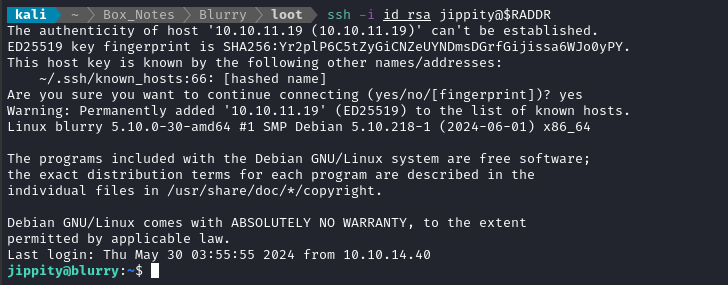 kali ~ Box_Notes Blurry loot ssh -i id_rsa jippity@$RADDR
The authenticity of host '10.10.11.19 (10.10.11.19)' can't be established.
ED25519 key fingerprint is SHA256:Yr2plP6C5tZyGiCNZeUYNDmsDGrfGijissa6WJo0yPY.
This host key is known by the following other names/addresses:
~/.ssh/known_hosts:66: [hashed name]
Are you sure you want to continue connecting (yes/no/[fingerprint])? yes
Warning: Permanently added '10.10.11.19' (ED25519) to the list of known hosts.
Linux blurry 5.10.0-30-amd64 #1 SMP Debian 5.10.218-1 (2024-06-01) x86_64
The programs included with the Debian GNU/Linux system are free software;
the exact distribution terms for each program are described in the
individual files in /usr/share/doc/*/copyright.
Debian GNU/Linux comes with ABSOLUTELY NO WARRANTY, to the extent
permitted by applicable law.
Last login: Thu May 30 03:55:55 2024 from 10.10.14.40
jippity@blurry:~$